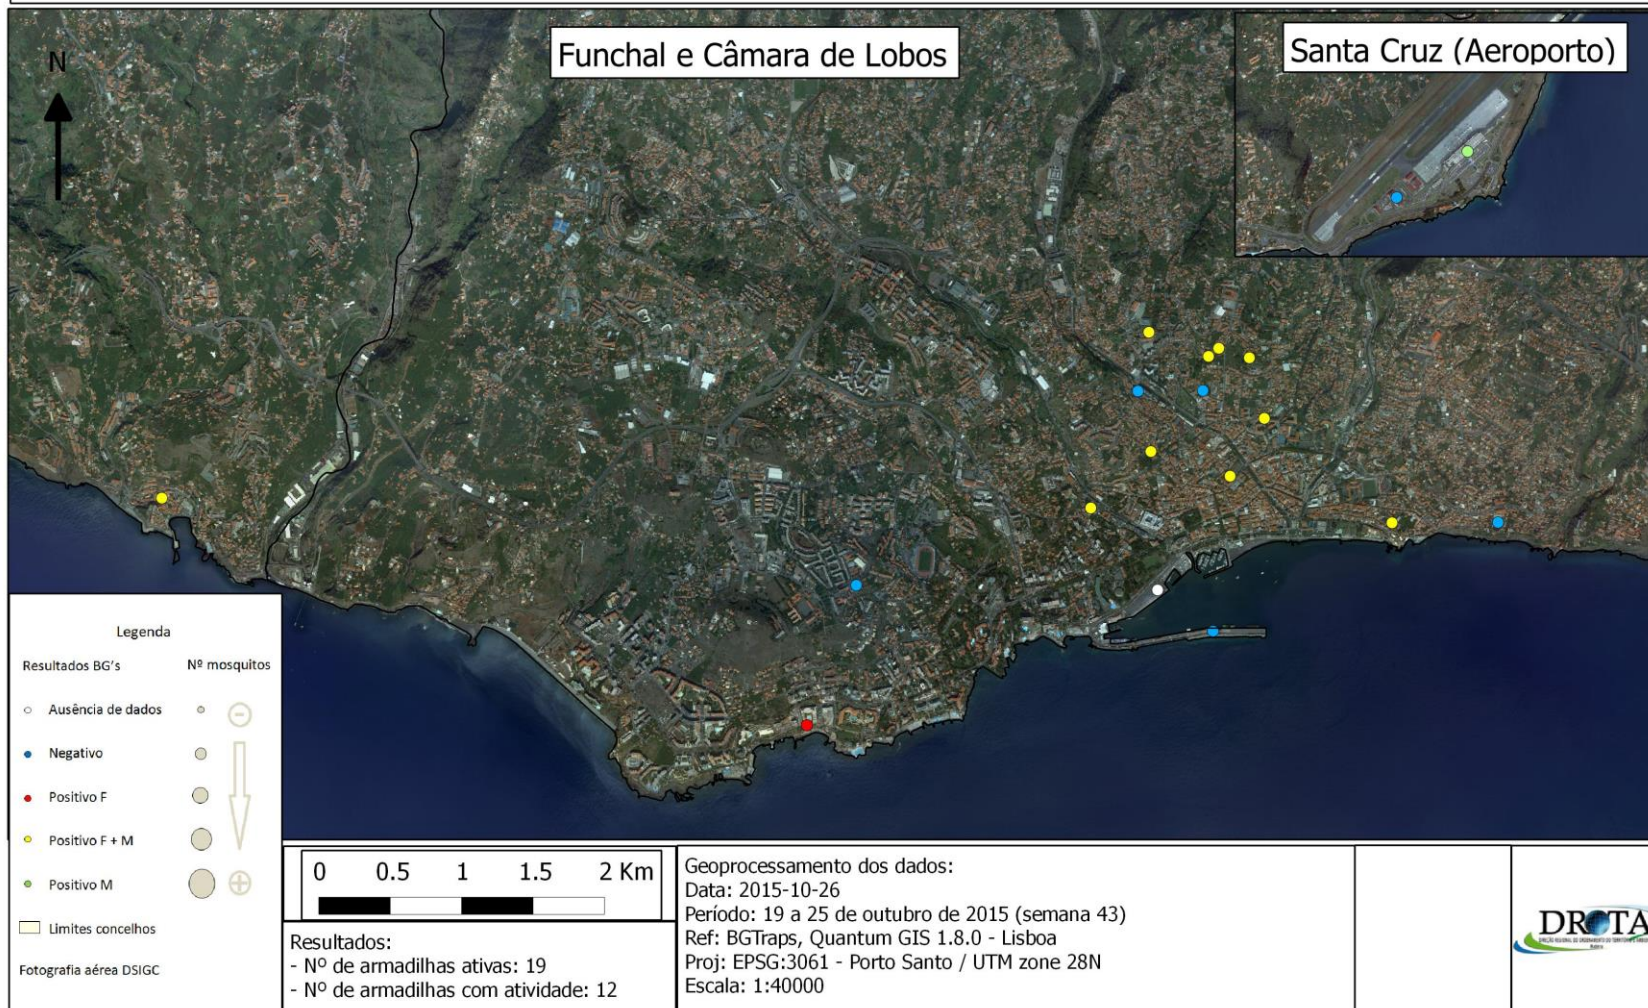 Funchal e Câmara de Lobos
Santa Cruz (Aeroporto)
N
Legenda
Resultados BG's
Nº mosquitos
Ausência de dados
Negativo
Positivo F
Positivo F + M
Positivo M
Limites concelhos
Fotografia aérea DSIGC
0 0.5 1 1.5 2 Km
Resultados:
- Nº de armadilhas ativas: 19
- Nº de armadilhas com atividade: 12
Geoprocessamento dos dados:
Data: 2015-10-26
Período: 19 a 25 de outubro de 2015 (semana 43)
Ref: BGTraps, Quantum GIS 1.8.0 - Lisboa
Proj: EPSG:3061 - Porto Santo / UTM zone 28N
Escala: 1:40000
DROTA